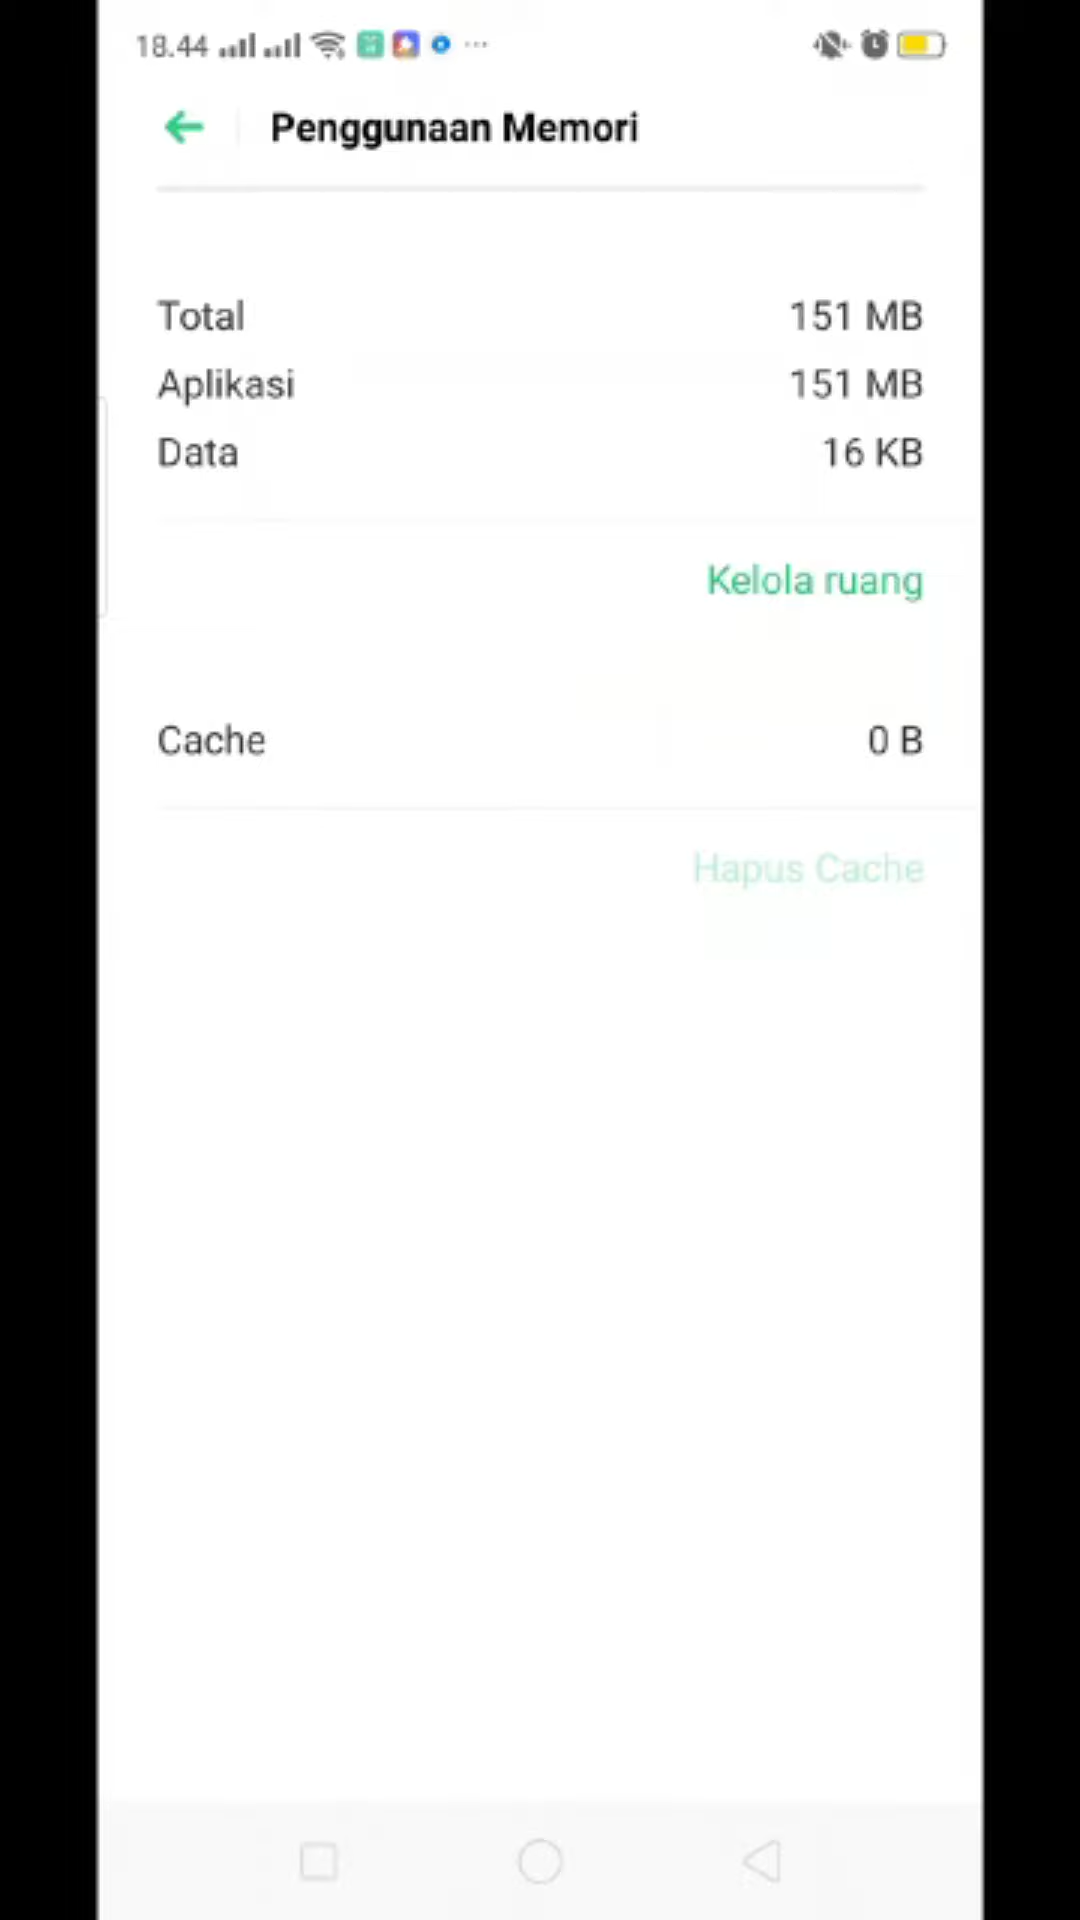 18.44
Penggunaan Memori
Total 151 MB
Aplikasi 151 MB
Data 16 KB
Kelola ruang
Cache 0 B
Hapus Cache